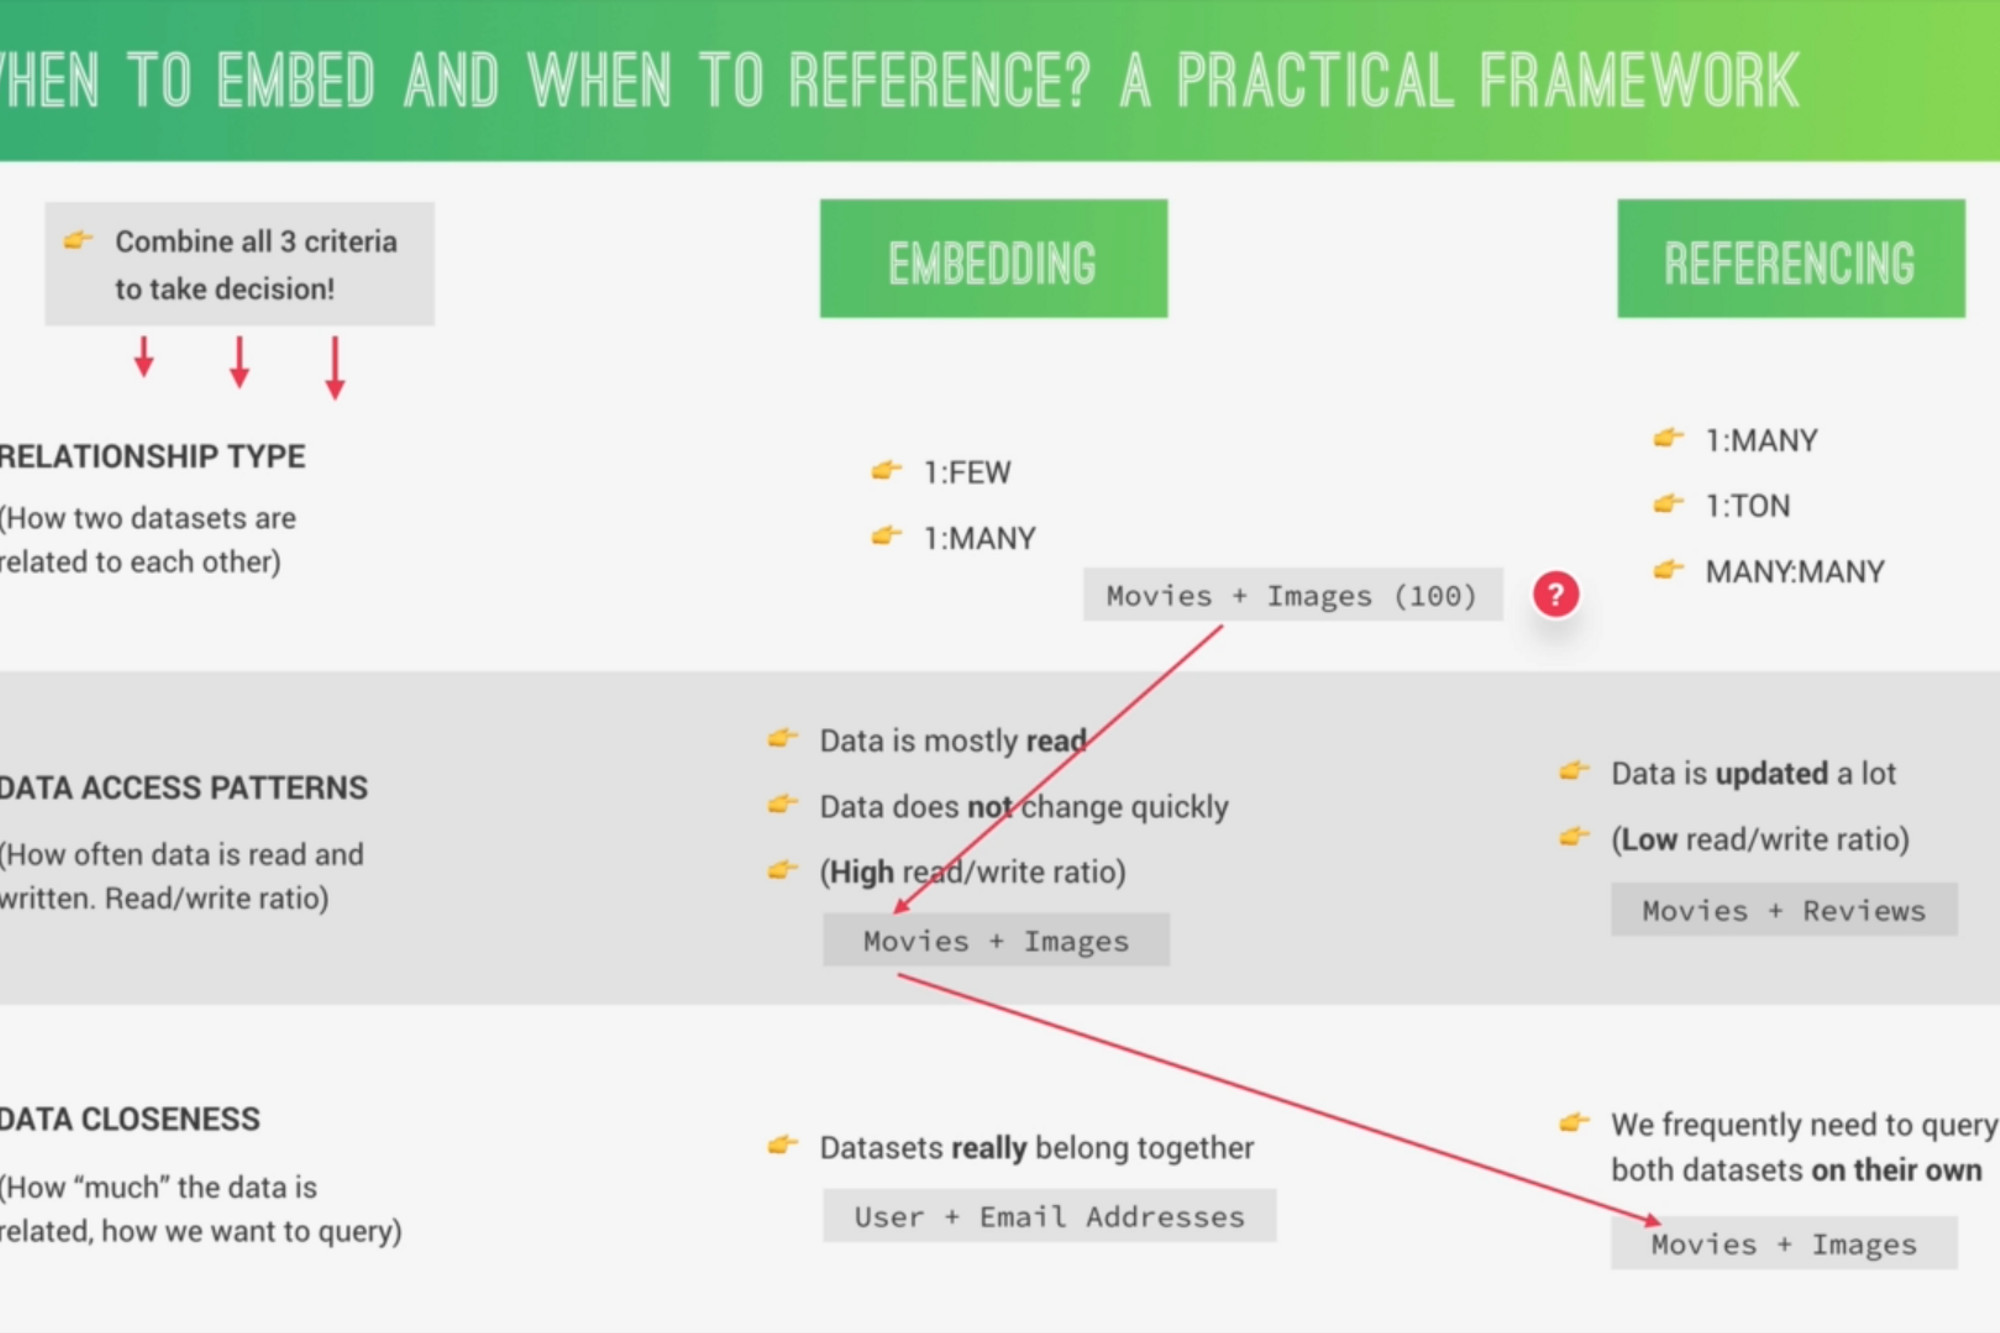 WHEN TO EMBED AND WHEN TO REFERENCE? A PRACTICAL FRAMEWORK
Combine all 3 criteria
to take decision!
EMBEDDING
REFERENCING
RELATIONSHIP TYPE
(How two datasets are
related to each other)
1:FEW
1:MANY
Movies + Images (100)
?
1:MANY
1:TON
MANY:MANY
DATA ACCESS PATTERNS
(How often data is read and
written. Read/write ratio)
Data is mostly read
Data does not change quickly
(High read/write ratio)
Movies + Images
Data is updated a lot
(Low read/write ratio)
Movies + Reviews
DATA CLOSENESS
(How “much” the data is
related, how we want to query)
Datasets really belong together
User + Email Addresses
We frequently need to query
both datasets on their own
Movies + Images